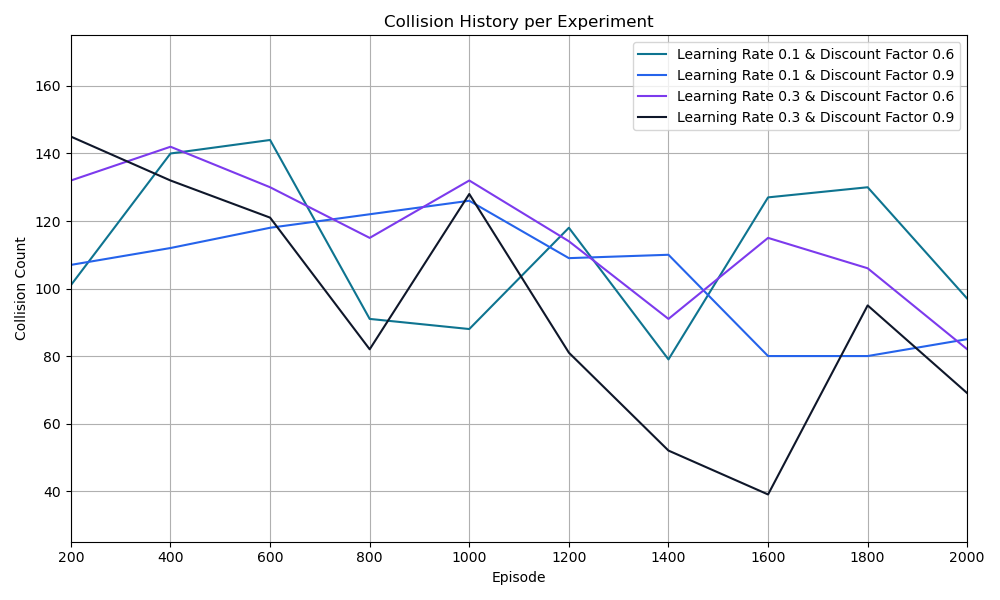 Collision History per Experiment
Learning Rate 0.1 & Discount Factor 0.6
Learning Rate 0.1 & Discount Factor 0.9
Learning Rate 0.3 & Discount Factor 0.6
Learning Rate 0.3 & Discount Factor 0.9
Collision Count
160
140
120
100
80
60
40
200 400 600 800 1000 1200 1400 1600 1800 2000
Episode